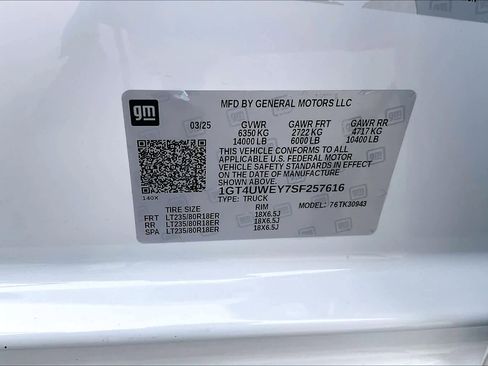 gm
MFD BY GENERAL MOTORS LLC
03/25 GVWR GAWR FRT GAWR RR
6350 KG 2722 KG 4717 KG
14000 LB 6000 LB 10400 LB
THIS VEHICLE CONFORMS TO ALL
APPLICABLE U.S. FEDERAL MOTOR
VEHICLE SAFETY STANDARDS IN EFFECT
ON THE DATE OF MANUFACTURE
SHOWN ABOVE.
1GT4UWEY7SF257616
140X TYPE: TRUCK MODEL: 76TK30943
TIRE SIZE RIM
FRT LT235/80R18ER 18X6.5J
RR LT235/80R18ER 18X6.5J
SPA LT235/80R18ER 18X6.5J